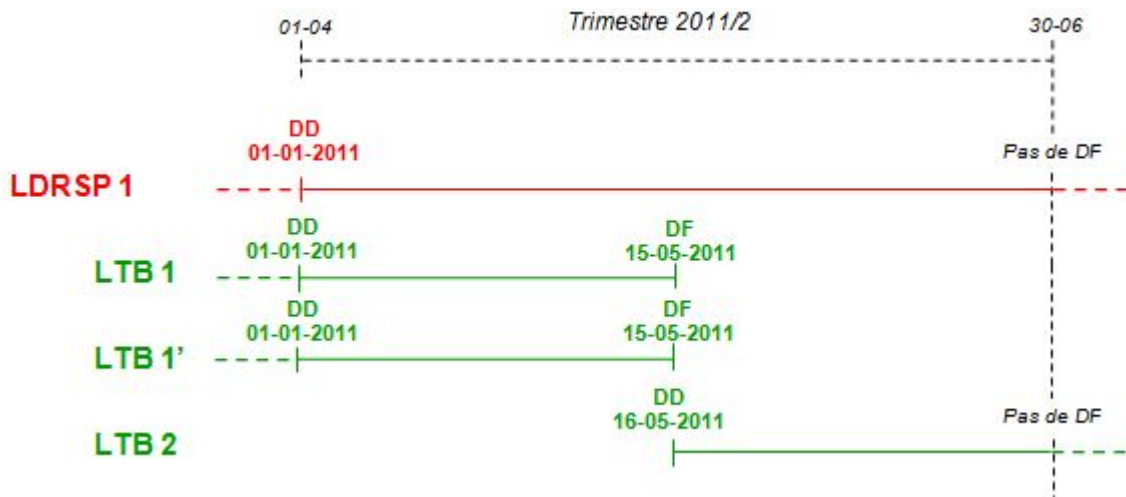 01-04 Trimestre 2011/2 30-06
DD
01-01-2011 Pas de DF
LDRSP 1
DD DF
01-01-2011 15-05-2011
LTB 1
DD DF
01-01-2011 15-05-2011
LTB 1’
DD
16-05-2011 Pas de DF
LTB 2